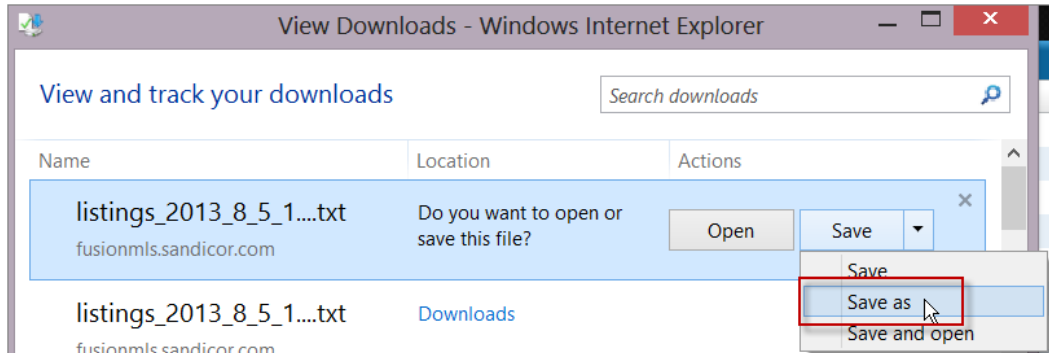 View Downloads - Windows Internet Explorer
View and track your downloads
Search downloads
Name
Location
Actions
listings_2013_8_5_1....txt
fusionmls.sandicor.com
Do you want to open or
save this file?
Open
Save
Save
Save as
Save and open
listings_2013_8_5_1....txt
Downloads
fusionmls.sandicor.com